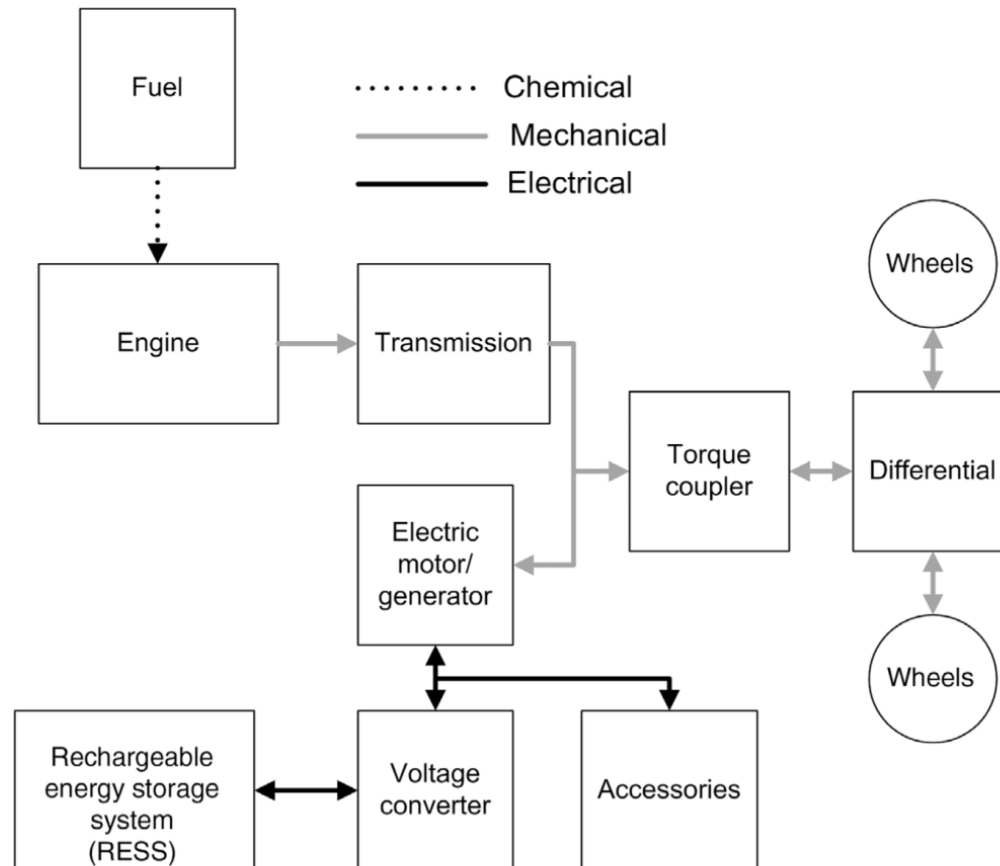 Fuel
Chemical
Mechanical
Electrical
Wheels
Engine
Transmission
Torque
coupler
Differential
Electric
motor/
generator
Wheels
Rechargeable
energy storage
system
(RESS)
Voltage
converter
Accessories